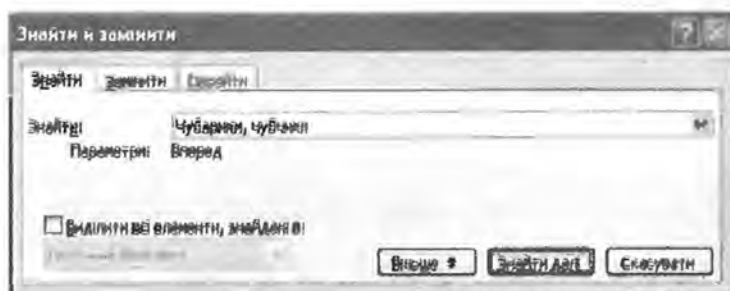 Знайти и замінити
Знайти Замінити Перейти
Знайти: Чубарики, чубчики
Параметри: Вперед
Виділити всі елементи, знайдені в:
Більше Знайти далі Скасувати